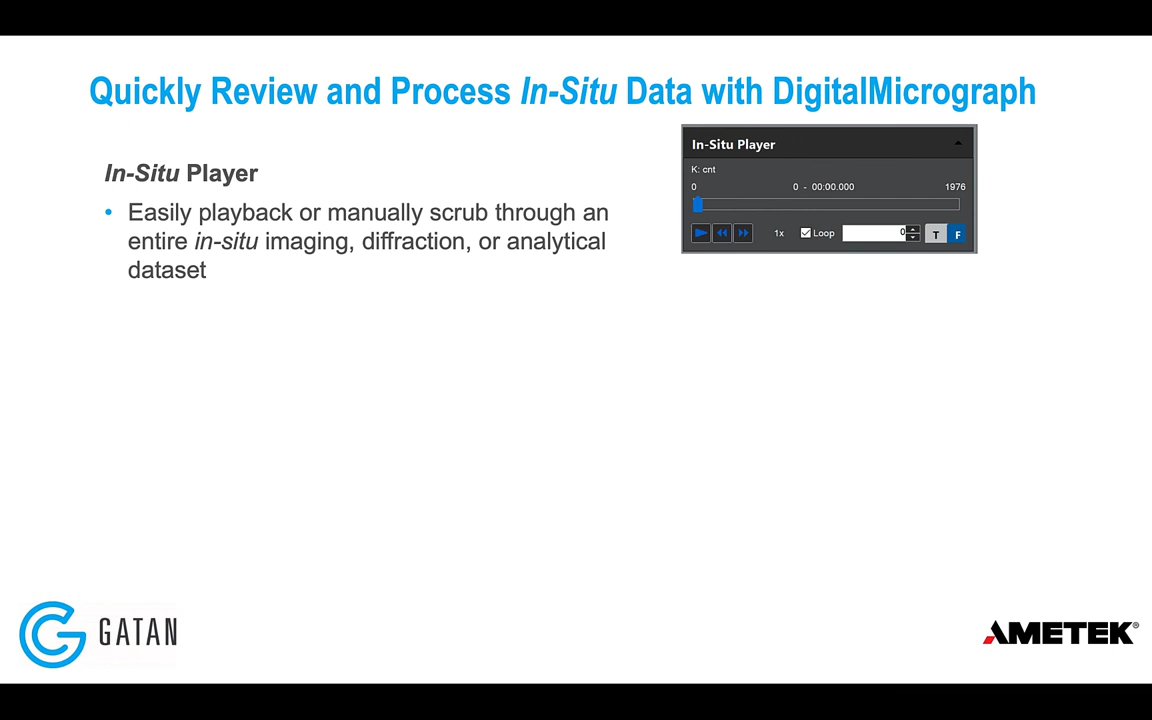 Quickly Review and Process In-Situ Data with DigitalMicrograph
In-Situ Player
• Easily playback or manually scrub through an
entire in-situ imaging, diffraction, or analytical
dataset
In-Situ Player
K: cnt
0 0 - 00:00.000 1976
1x Loop 0 T F
GATAN
AMETEK®